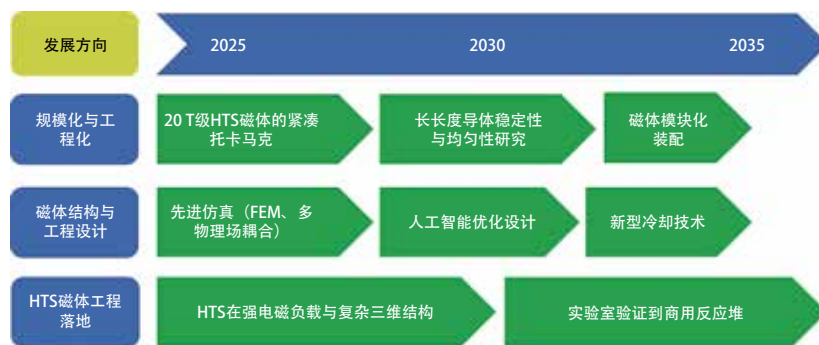 发展方向
2025
2030
2035
规模化与工
程化
20 T级HTS磁体的紧凑
托卡马克
长长度导体稳定性
与均匀性研究
磁体模块化
装配
磁体结构与
工程设计
先进仿真（FEM、多
物理场耦合）
人工智能优化设计
新型冷却技术
HTS磁体工程
落地
HTS在强电磁负载与复杂三维结构
实验室验证到商用反应堆